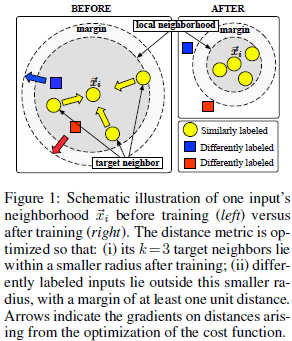 BEFORE
AFTER
local neighborhood
margin
margin
x⃗ᵢ
x⃗ᵢ
target neighbor
Similarly labeled
Differently labeled
Differently labeled
Figure 1: Schematic illustration of one input's
neighborhood x⃗ᵢ before training (left) versus
after training (right). The distance metric is op-
timized so that: (i) its k=3 target neighbors lie
within a smaller radius after training; (ii) differ-
ently labeled inputs lie outside this smaller ra-
dius, with a margin of at least one unit distance.
Arrows indicate the gradients on distances aris-
ing from the optimization of the cost function.